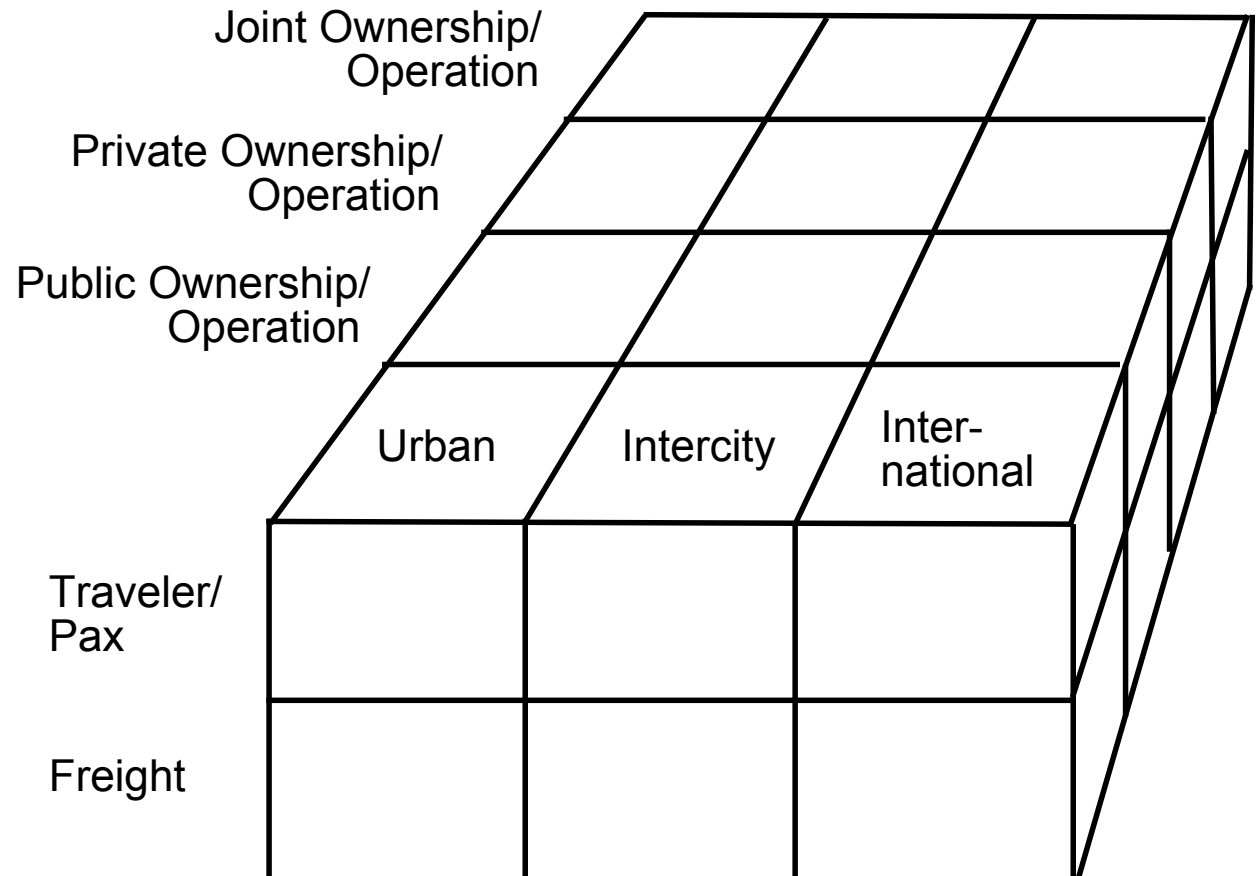 Joint Ownership/
Operation
Private Ownership/
Operation
Public Ownership/
Operation
Urban
Intercity
Inter-
national
Traveler/
Pax
Freight